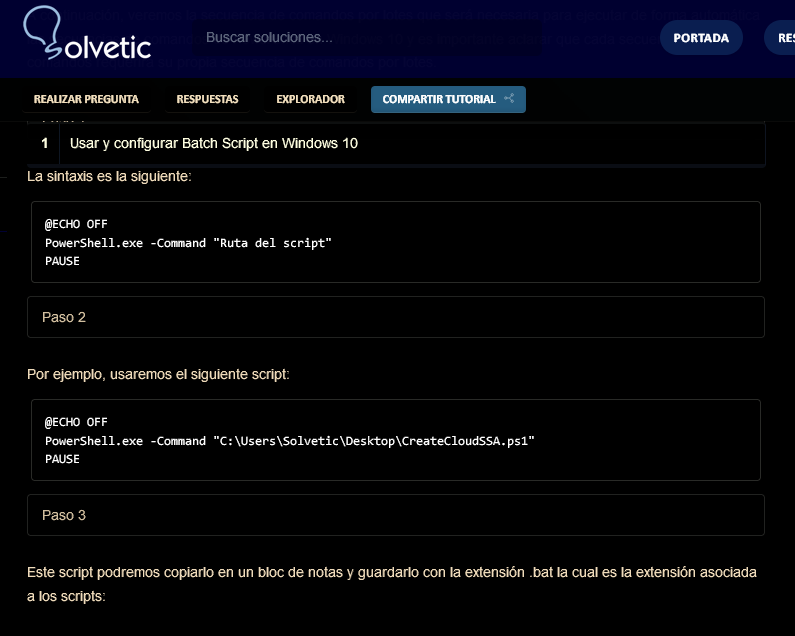 Solvetic
Buscar soluciones...
PORTADA
RES
REALIZAR PREGUNTA
RESPUESTAS
EXPLORADOR
COMPARTIR TUTORIAL
1 Usar y configurar Batch Script en Windows 10
La sintaxis es la siguiente:
@ECHO OFF
PowerShell.exe -Command "Ruta del script"
PAUSE
Paso 2
Por ejemplo, usaremos el siguiente script:
@ECHO OFF
PowerShell.exe -Command "C:\Users\Solvetic\Desktop\CreateCloudSSA.ps1"
PAUSE
Paso 3
Este script podremos copiarlo en un bloc de notas y guardarlo con la extensión .bat la cual es la extensión asociada
a los scripts: